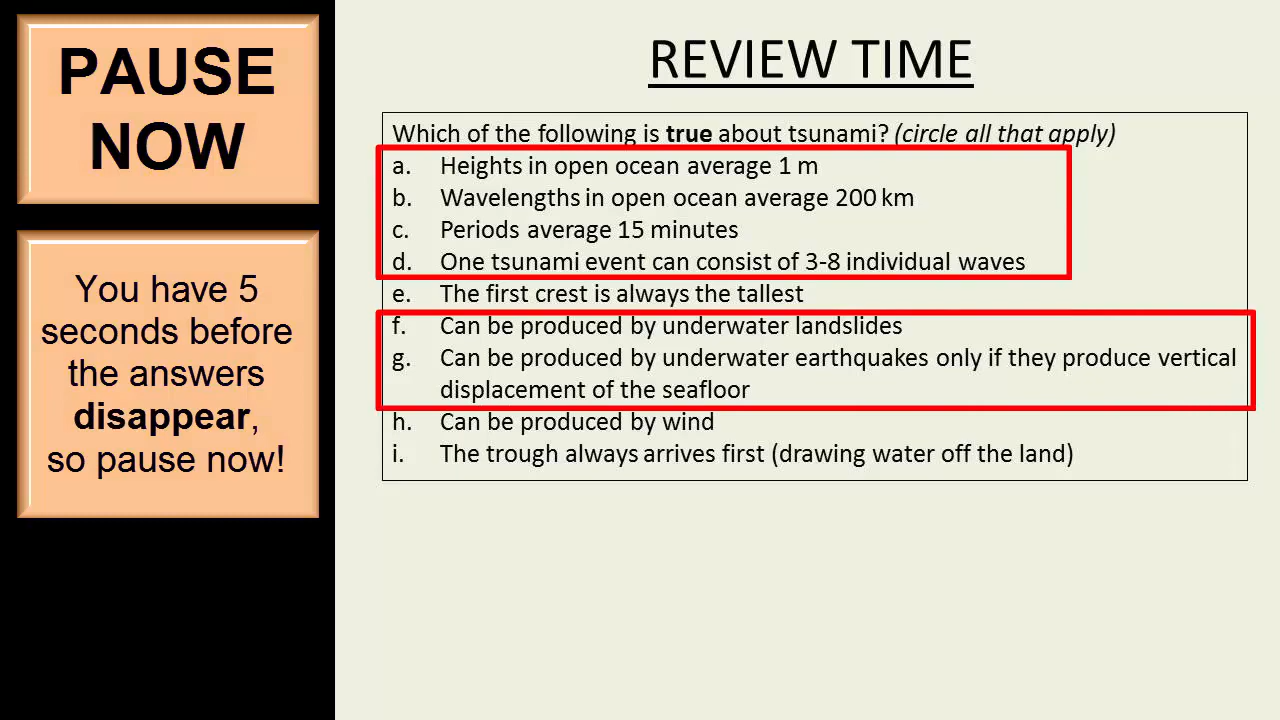 PAUSE
NOW
You have 5
seconds before
the answers
disappear,
so pause now!
REVIEW TIME
Which of the following is true about tsunami? (circle all that apply)
a. Heights in open ocean average 1 m
b. Wavelengths in open ocean average 200 km
c. Periods average 15 minutes
d. One tsunami event can consist of 3-8 individual waves
e. The first crest is always the tallest
f. Can be produced by underwater landslides
g. Can be produced by underwater earthquakes only if they produce vertical
displacement of the seafloor
h. Can be produced by wind
i. The trough always arrives first (drawing water off the land)